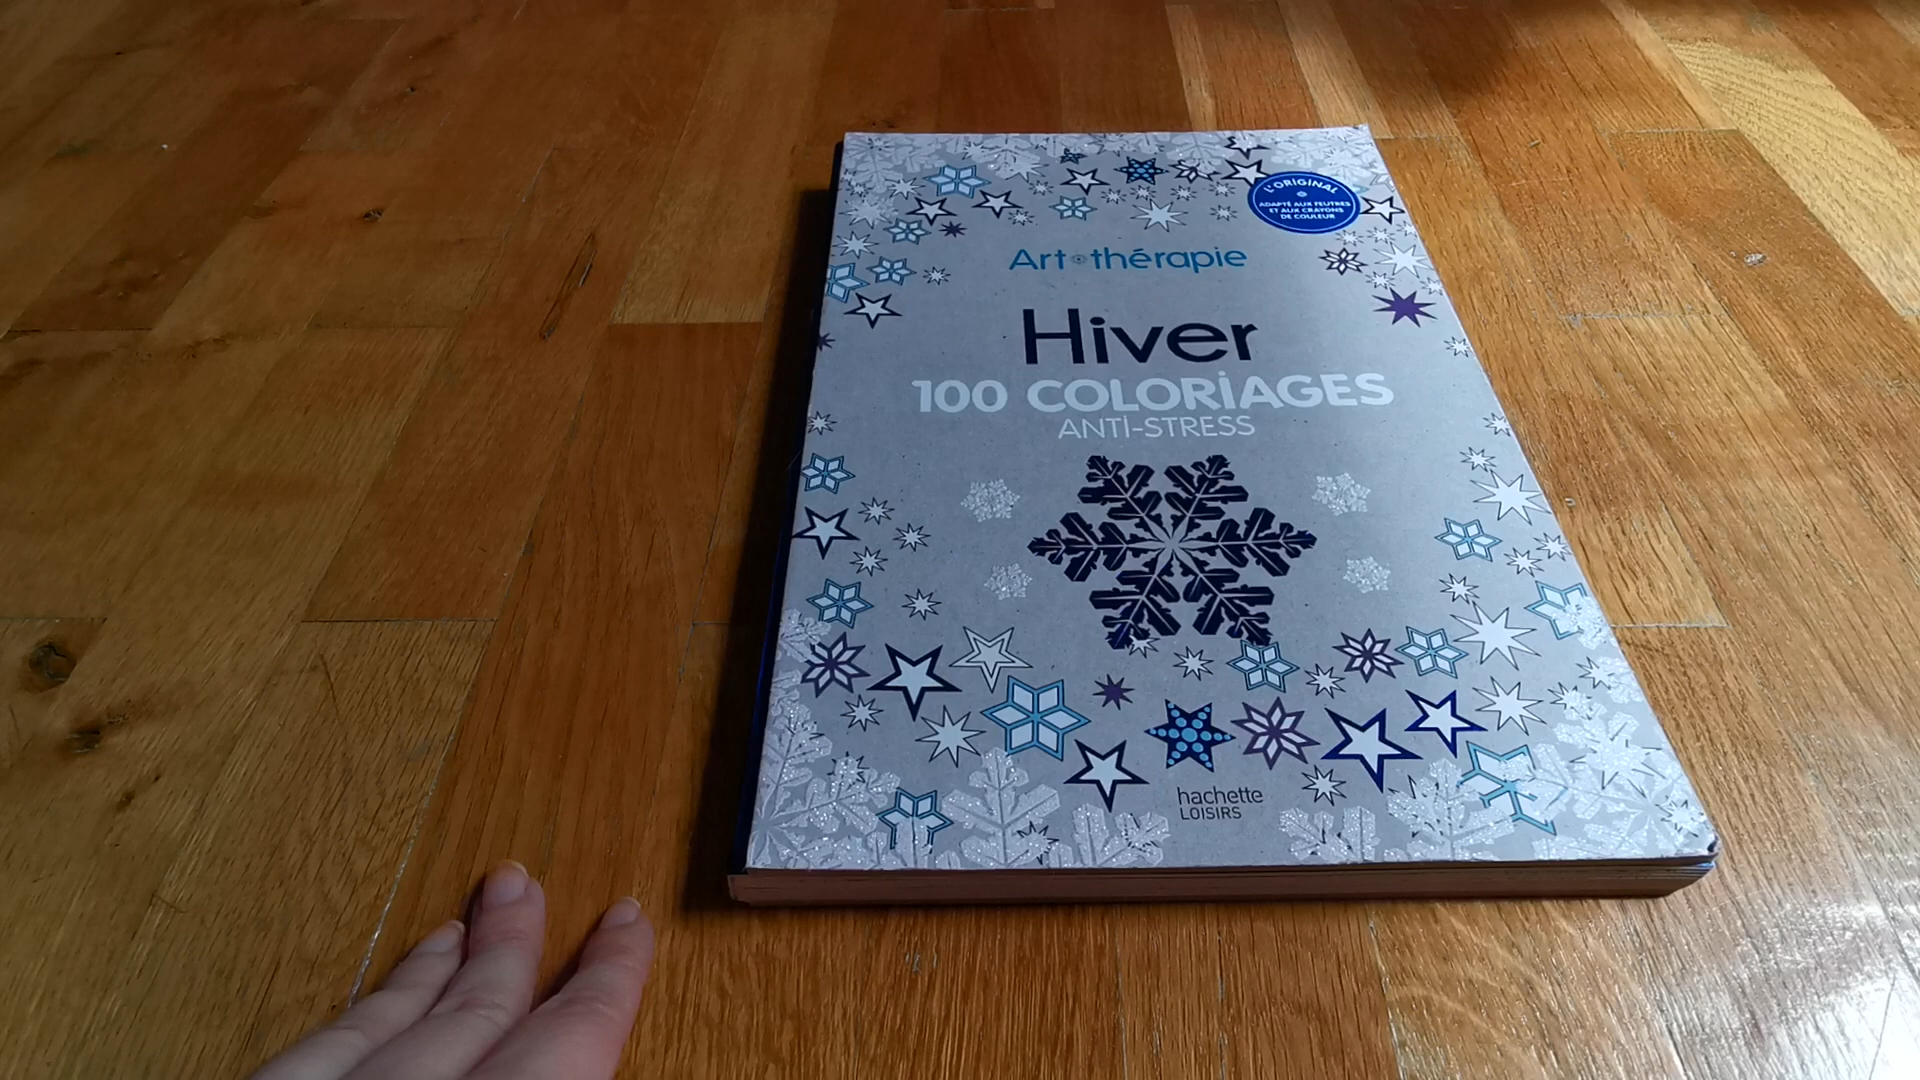 L'ORIGINAL
ADAPTÉ AUX FEUTRES
ET AUX CRAYONS
DE COULEUR
Art thérapie
Hiver
100 COLORIAGES
ANTI-STRESS
hachette
LOISIRS